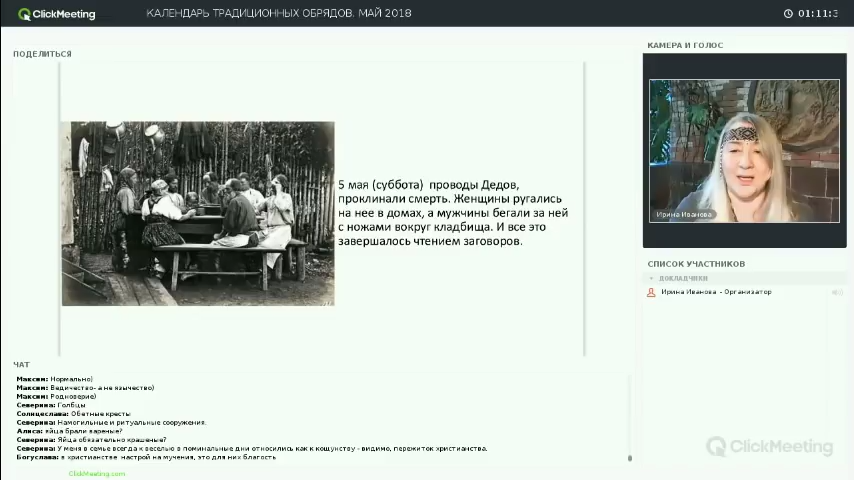 ClickMeeting
КАЛЕНДАРЬ ТРАДИЦИОННЫХ ОБРЯДОВ. МАЙ 2018
01:11:3
ПОДЕЛИТЬСЯ
5 мая (суббота) проводы Дедов,
проклинали смерть. Женщины ругались
на нее в домах, а мужчины бегали за ней
с ножами вокруг кладбища. И все это
завершалось чтением заговоров.
КАМЕРА И ГОЛОС
Ирина Иванова
СПИСОК УЧАСТНИКОВ
ДОКЛАДЧИКИ
Ирина Иванова - Организатор
ЧАТ
Максим: Нормально)
Максим: Ведичество- а не язычество)
Максим: Родноверие)
Северина: Голбцы
Солнцеслава: Обетные кресты
Северина: Намогильные и ритуальные сооружения.
Алиса: яйца брали вареные?
Северина: Яйца обязательно крашеные?
Северина: У меня в семье всегда к веселью в поминальные дни относились как к кощунству - видимо, пережиток христианства.
Богуслава: в христианстве настрой на мучения, это для них благость
ClickMeeting.com
ClickMeeting